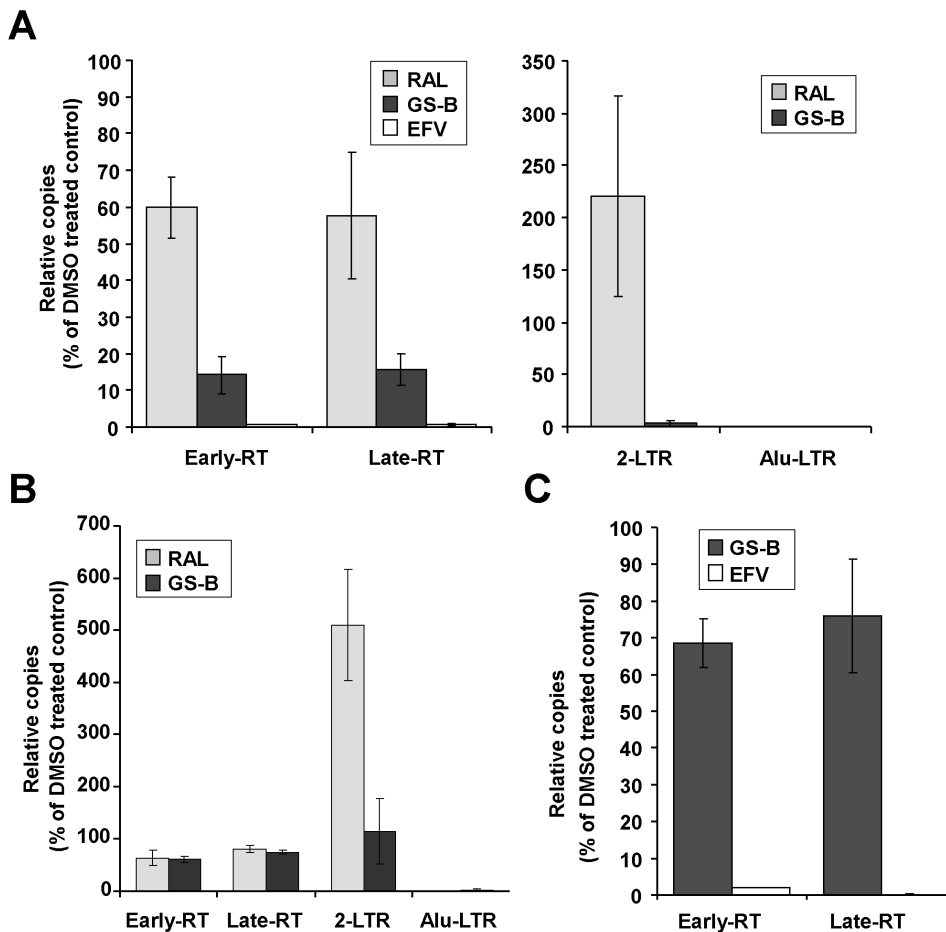 A
Relative copies
(% of DMSO treated control)
100
90
80
70
60
50
40
30
20
10
0
RAL
GS-B
EFV
Early-RT
Late-RT
350
300
250
200
150
100
50
0
RAL
GS-B
2-LTR
Alu-LTR
B
Relative copies
(% of DMSO treated control)
700
600
500
400
300
200
100
0
RAL
GS-B
Early-RT
Late-RT
2-LTR
Alu-LTR
C
Relative copies
(% of DMSO treated control)
100
90
80
70
60
50
40
30
20
10
0
GS-B
EFV
Early-RT
Late-RT